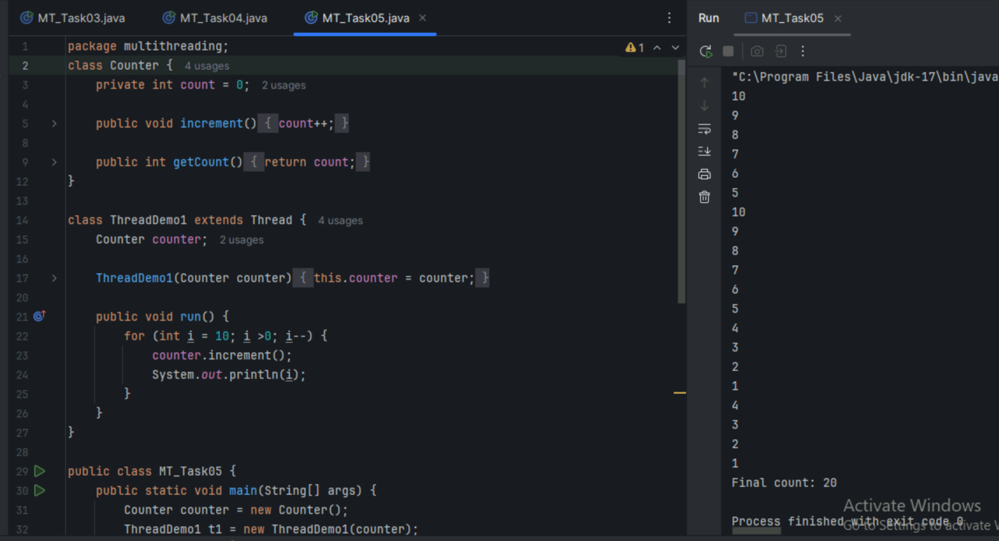 MT_Task03.java MT_Task04.java MT_Task05.java
Run MT_Task05
1 package multithreading;
1
2 class Counter { 4 usages
3 private int count = 0; 2 usages
4
5 public void increment() { count++; }
8
9 public int getCount() { return count; }
12 }
13
14 class ThreadDemo1 extends Thread { 4 usages
15 Counter counter; 2 usages
16
17 ThreadDemo1(Counter counter) { this.counter = counter; }
20
21 public void run() {
22 for (int i = 10; i >0; i--) {
23 counter.increment();
24 System.out.println(i);
25 }
26 }
27 }
28
29 public class MT_Task05 {
30 public static void main(String[] args) {
31 Counter counter = new Counter();
32 ThreadDemo1 t1 = new ThreadDemo1(counter);
"C:\Program Files\Java\jdk-17\bin\java
10
9
8
7
6
5
10
9
8
7
6
5
4
3
2
1
4
3
2
1
Final count: 20
Process finished with exit code 0
Activate Windows
Go to Settings to activate W